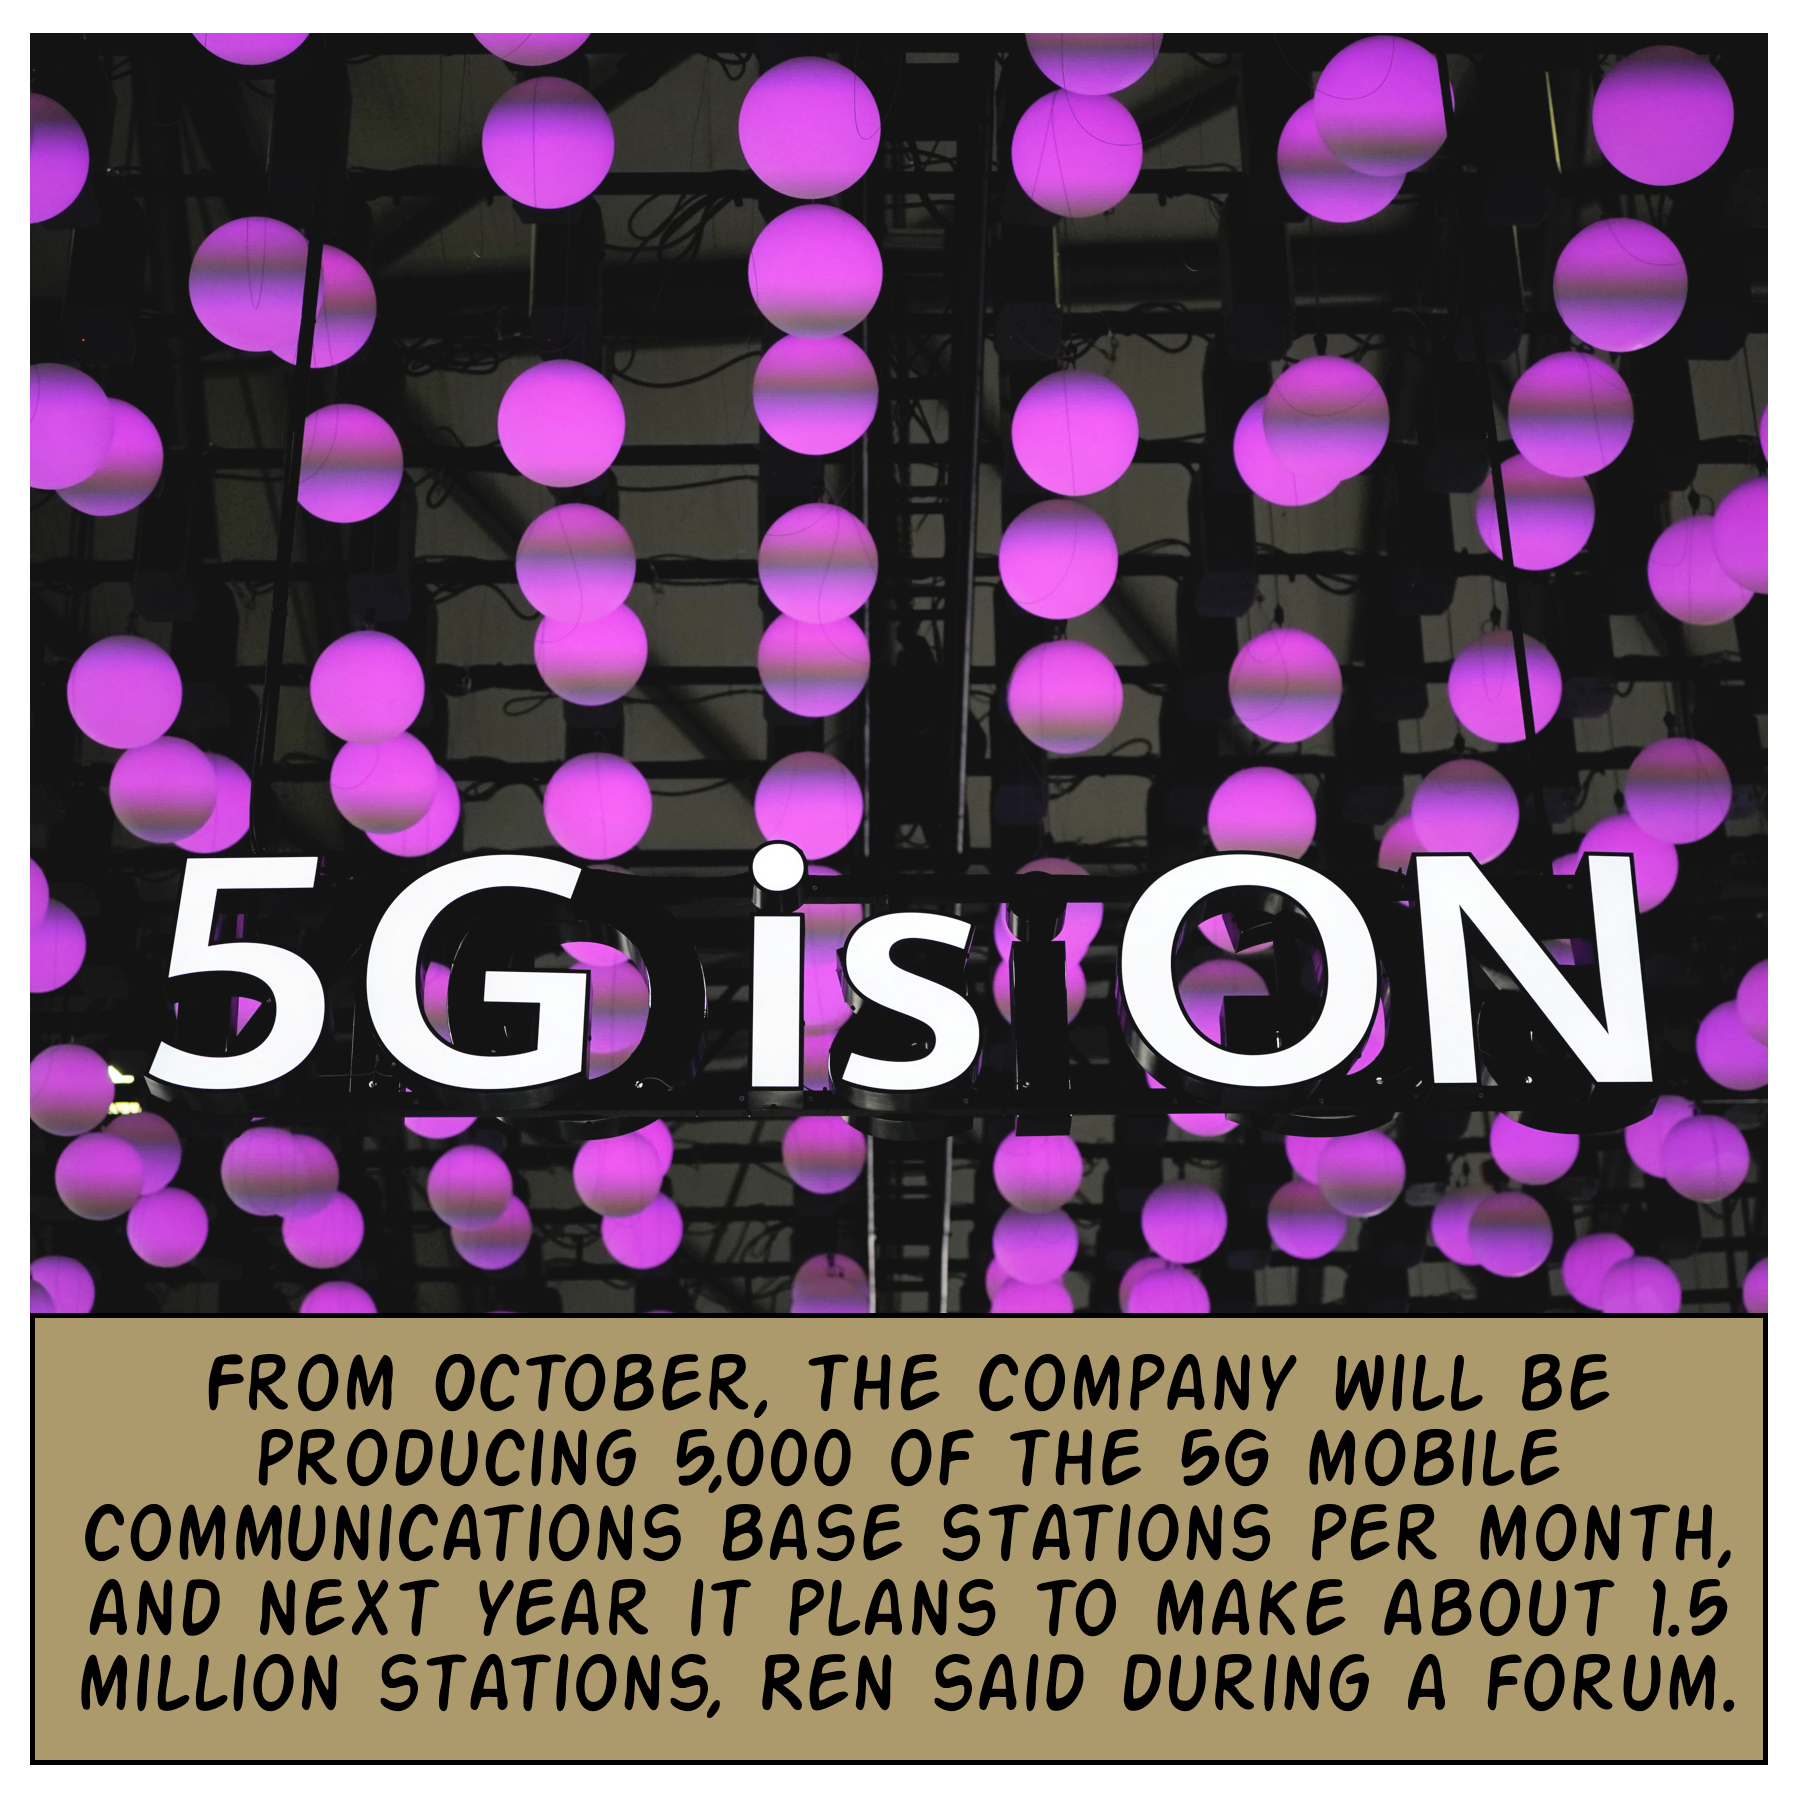 5G is ON
FROM OCTOBER, THE COMPANY WILL BE
PRODUCING 5,000 OF THE 5G MOBILE
COMMUNICATIONS BASE STATIONS PER MONTH,
AND NEXT YEAR IT PLANS TO MAKE ABOUT 1.5
MILLION STATIONS, REN SAID DURING A FORUM.